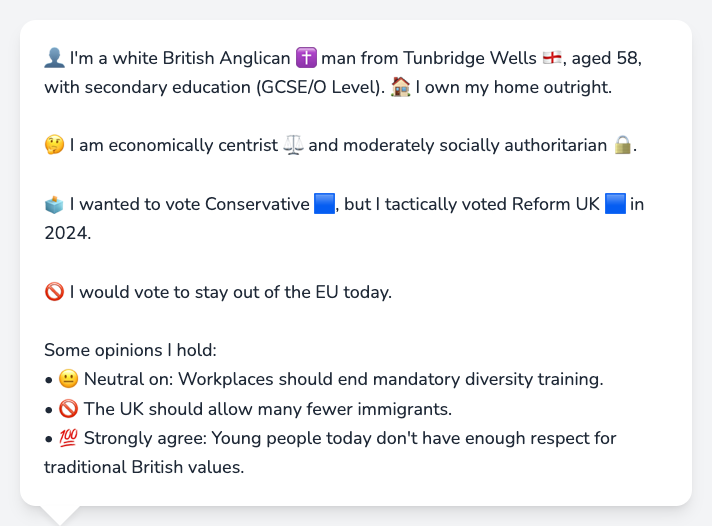 👤 I'm a white British Anglican ✝️ man from Tunbridge Wells 🏴󠁧󠁢󠁥󠁮󠁧󠁿, aged 58,
with secondary education (GCSE/O Level). 🏠 I own my home outright.
🤔 I am economically centrist ⚖️ and moderately socially authoritarian 🔒.
🗳️ I wanted to vote Conservative 🟦, but I tactically voted Reform UK 🟦 in
2024.
🚫 I would vote to stay out of the EU today.
Some opinions I hold:
• 😐 Neutral on: Workplaces should end mandatory diversity training.
• 🚫 The UK should allow many fewer immigrants.
• 💯 Strongly agree: Young people today don't have enough respect for
traditional British values.